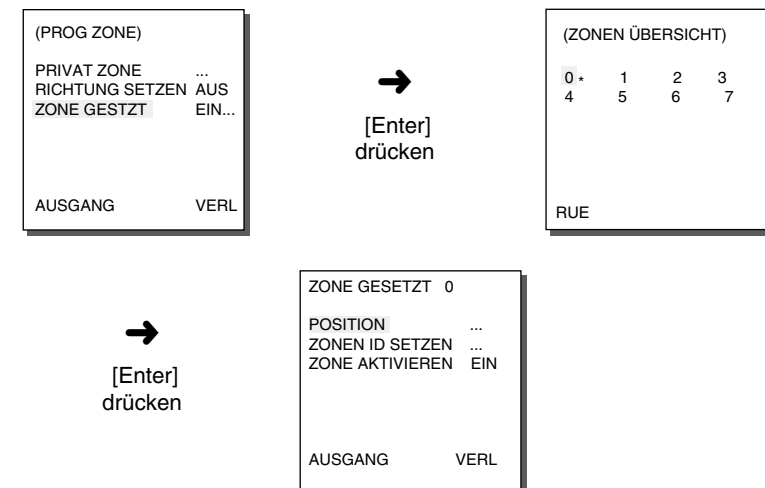 (PROG ZONE)
PRIVAT ZONE ...
RICHTUNG SETZEN AUS
ZONE GESTZT EIN...
AUSGANG VERL
[Enter]
drücken
(ZONEN ÜBERSICHT)
0 * 1 2 3
4 5 6 7
RUE
[Enter]
drücken
ZONE GESETZT 0
POSITION ...
ZONEN ID SETZEN ...
ZONE AKTIVIEREN EIN
AUSGANG VERL